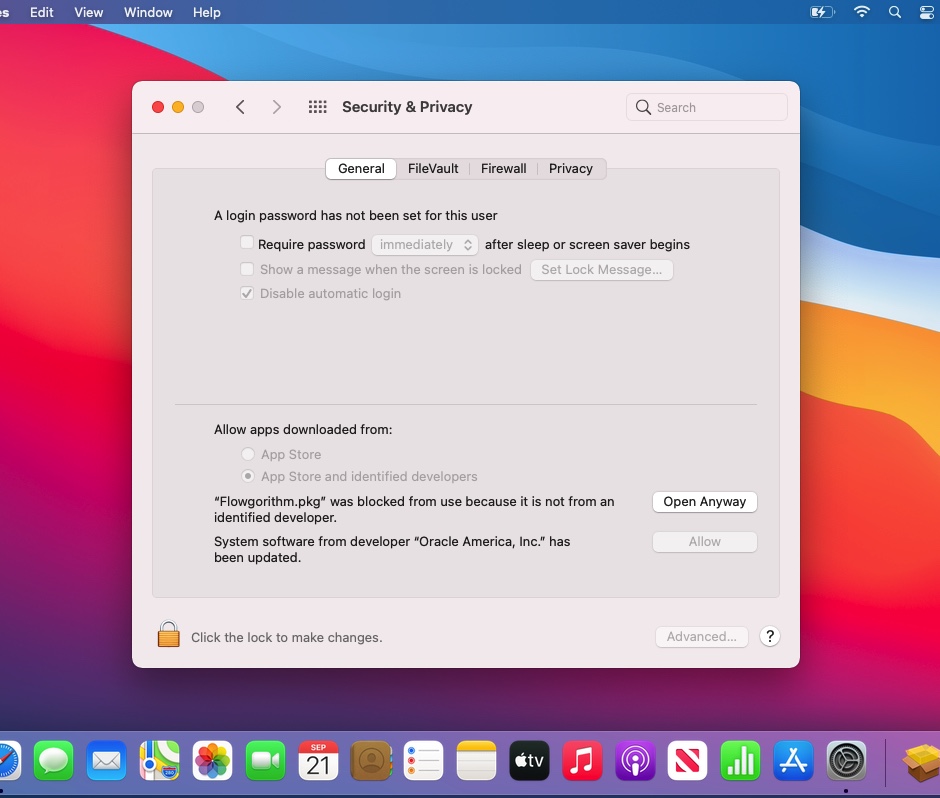 es Edit View Window Help
Security & Privacy
Search
General FileVault Firewall Privacy
A login password has not been set for this user
Require password immediately after sleep or screen saver begins
Show a message when the screen is locked Set Lock Message...
Disable automatic login
Allow apps downloaded from:
App Store
App Store and identified developers
“Flowgorithm.pkg” was blocked from use because it is not from an
identified developer.
Open Anyway
System software from developer “Oracle America, Inc.” has
been updated.
Allow
Click the lock to make changes.
Advanced...
?
SEP
21
tv